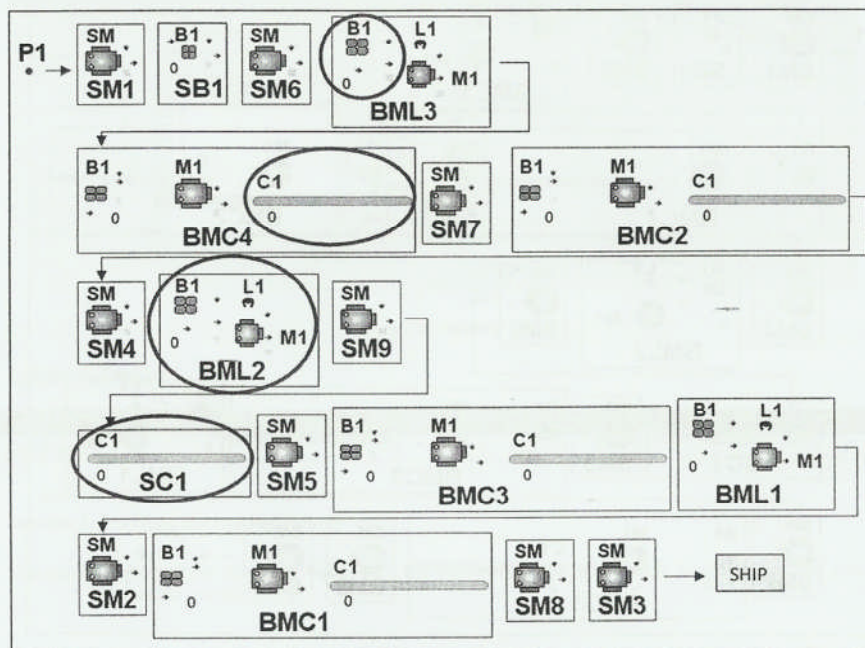 P1
SM
SM1
B1
0
SB1
SM
SM6
B1
0
L1
M1
BML3
B1
0
M1
C1
0
BMC4
SM
SM7
B1
0
M1
C1
0
BMC2
SM
SM4
B1
0
L1
M1
BML2
SM
SM9
C1
0
SC1
SM
SM5
B1
0
M1
C1
0
BMC3
B1
0
L1
M1
BML1
SM
SM2
B1
0
M1
C1
0
BMC1
SM
SM8
SM
SM3
SHIP